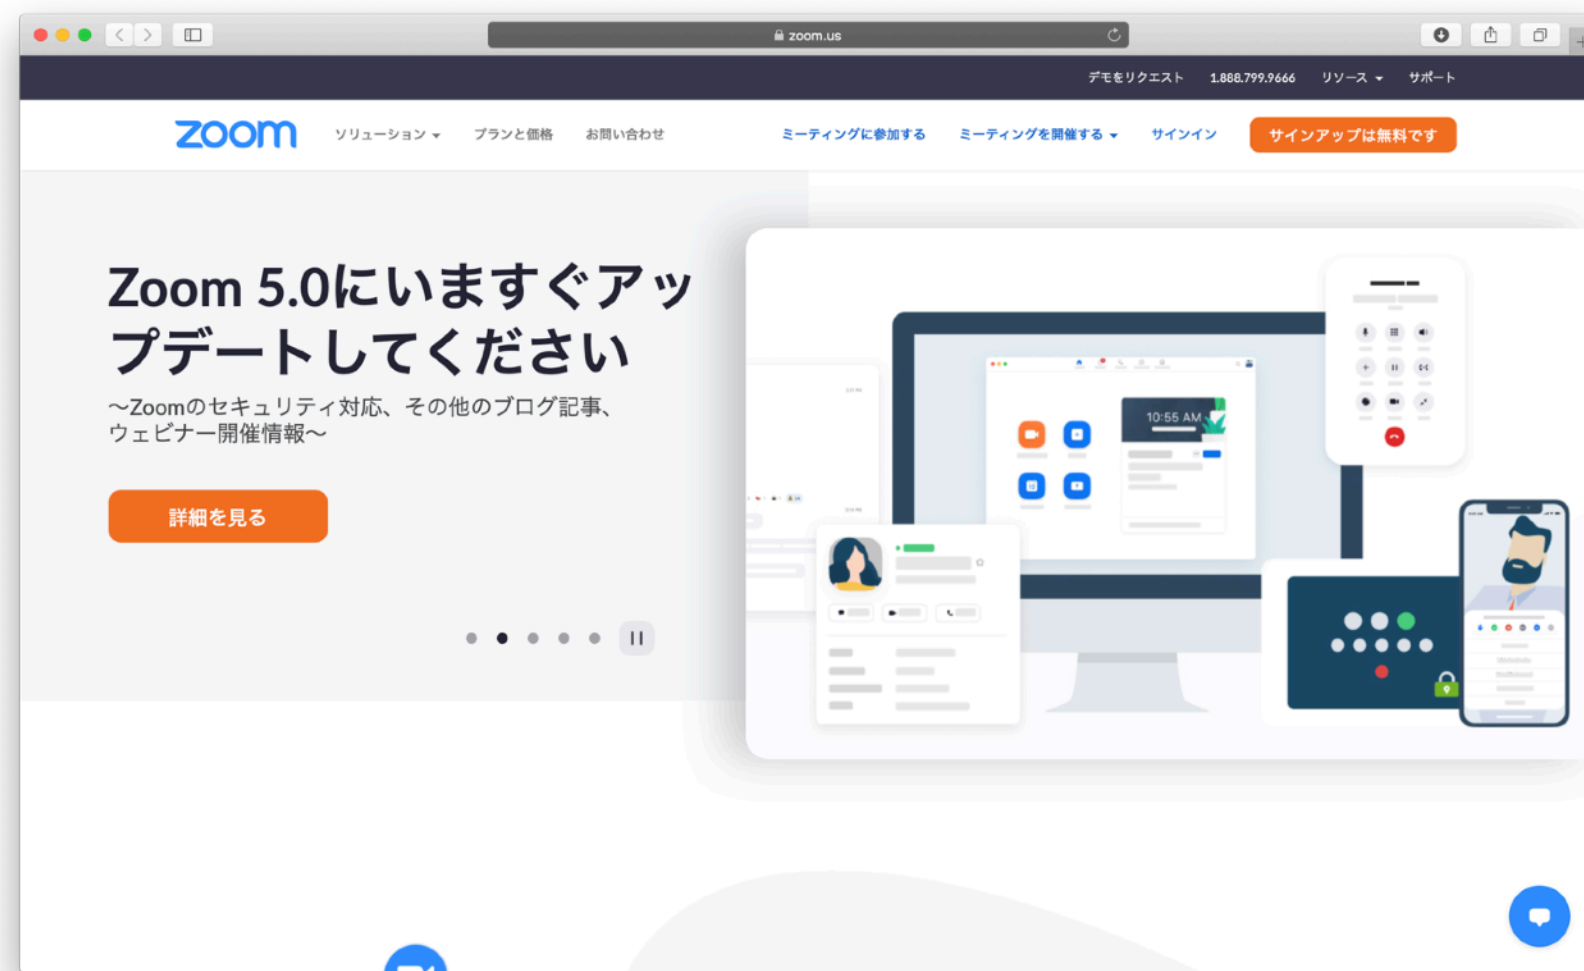 zoom.us
デモをリクエスト 1.888.799.9666 リソース サポート
zoom ソリューション プランと価格 お問い合わせ ミーティングに参加する ミーティングを開催する サインイン サインアップは無料です
Zoom 5.0にいますぐアッ
プデートしてください
～Zoomのセキュリティ対応、その他のブログ記事、
ウェビナー開催情報～
詳細を見る
10:55 AM